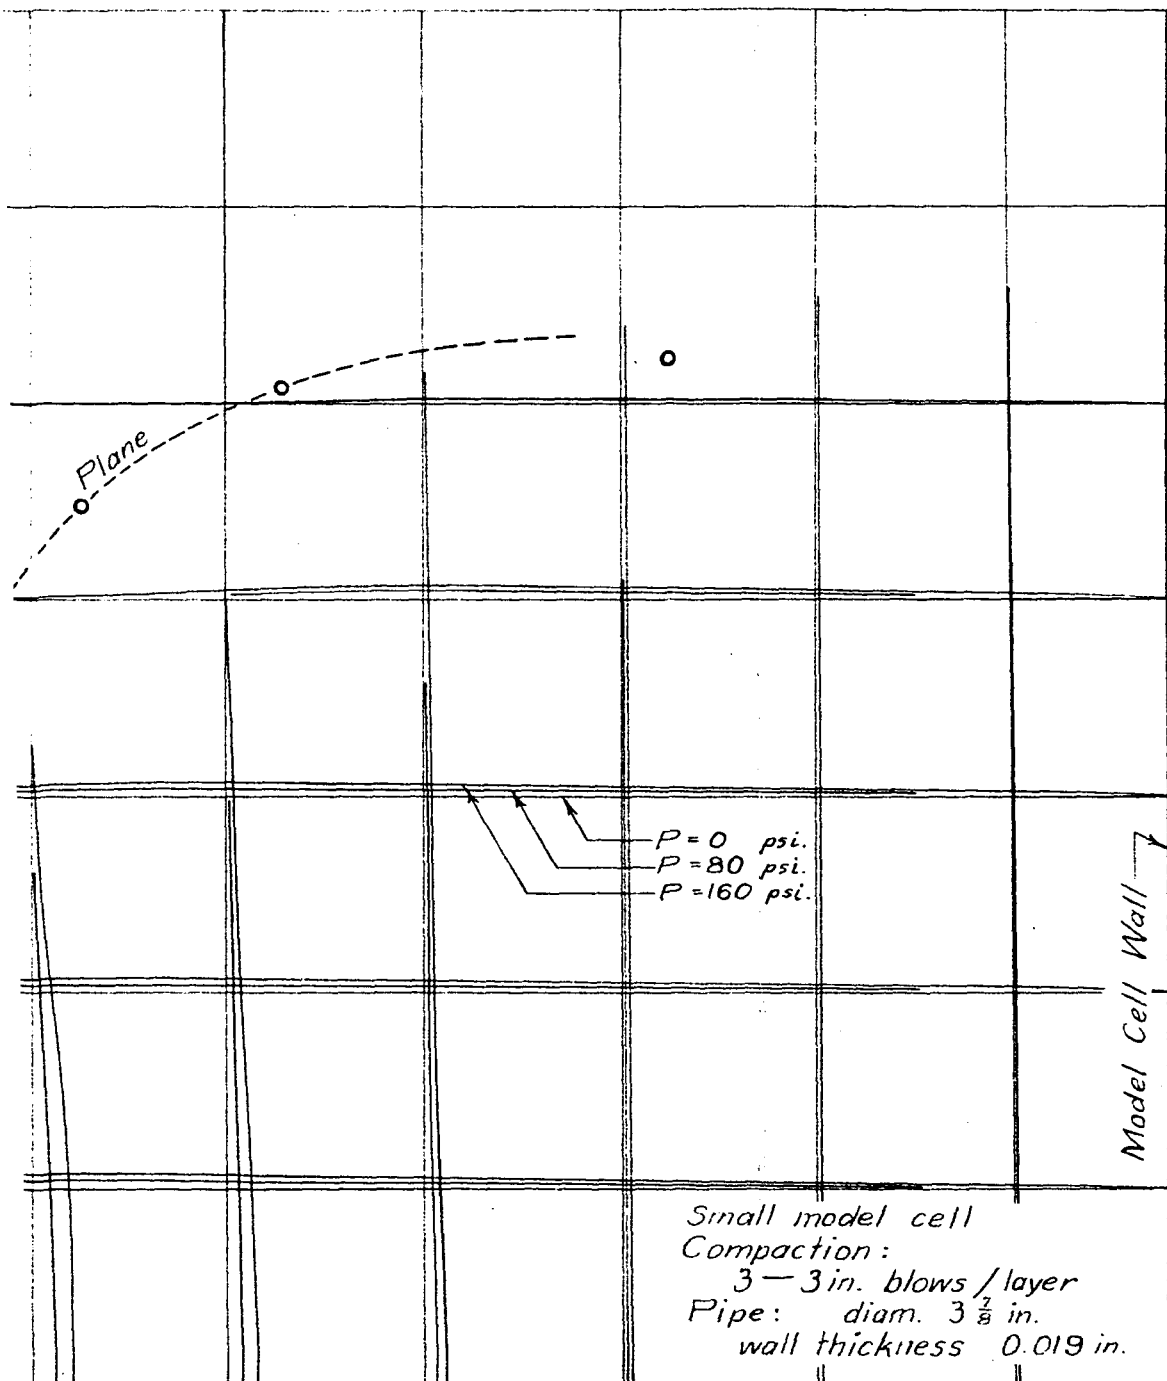 Plane
P = 0 psi.
P = 80 psi.
P = 160 psi.
Model Cell Wall
Small model cell
Compaction :
3 — 3 in. blows / layer
Pipe : diam. 3 7/8 in.
wall thickness 0.019 in.